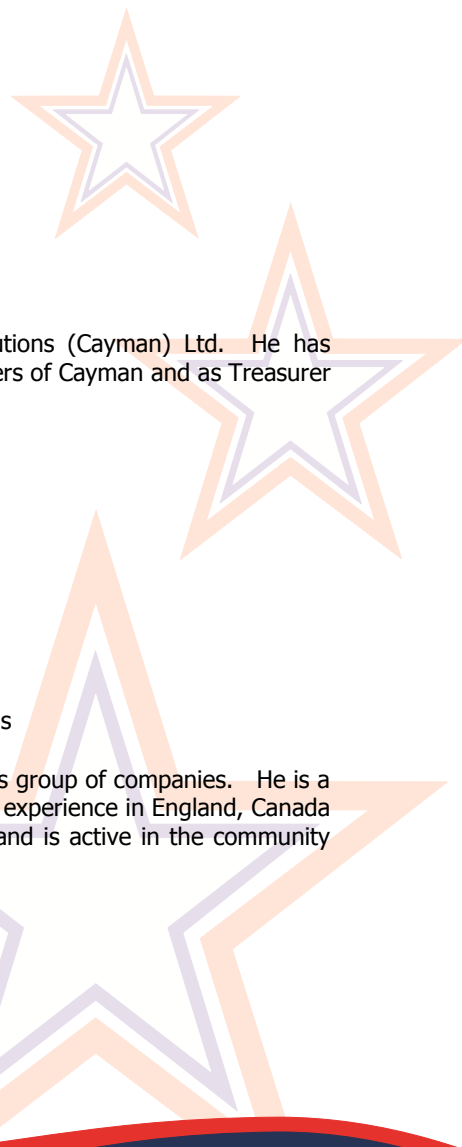 utions (Cayman) Ltd. He has
ers of Cayman and as Treasurer
s
s group of companies. He is a
experience in England, Canada
and is active in the community